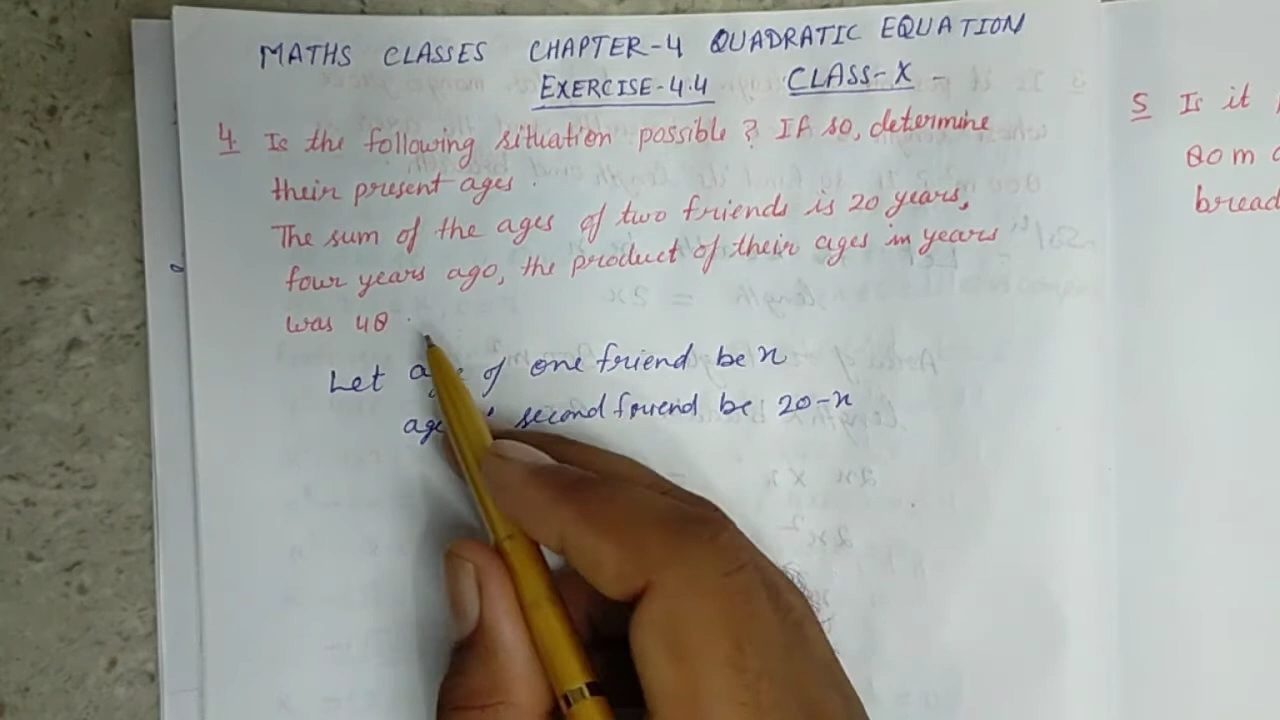 MATHS CLASSES CHAPTER-4 QUADRATIC EQUATION
EXERCISE-4.4 CLASS-X -
4 Is the following situation possible? If so, determine
their present ages.
The sum of the ages of two friends is 20 years,
four years ago, the product of their ages in years
was 48.
Let of one friend be x
second friend be 20-x
5 Is it
80m
bread